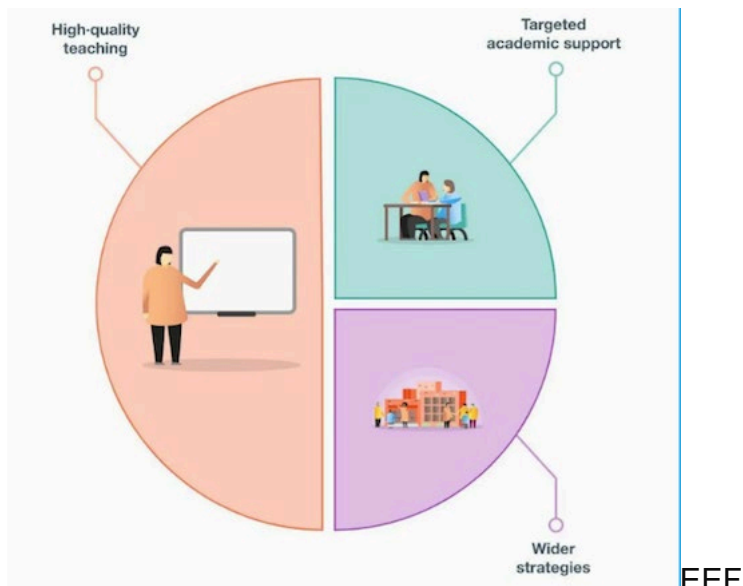 High-quality
teaching
Targeted
academic support
Wider
strategies
EEF